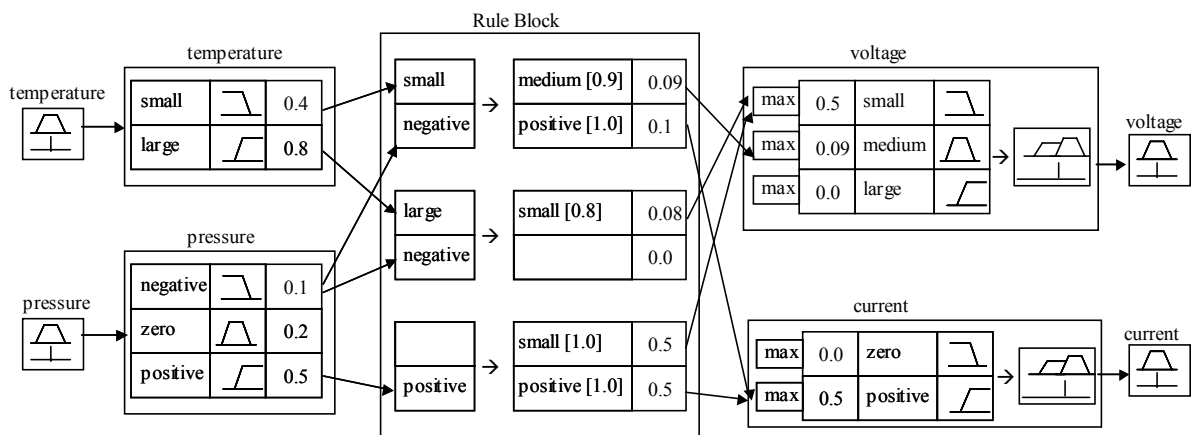 Rule Block
temperature
temperature
small 0.4
large 0.8
pressure
pressure
negative 0.1
zero 0.2
positive 0.5
small → medium [0.9] 0.09
negative positive [1.0] 0.1
large → small [0.8] 0.08
negative 0.0
→ small [1.0] 0.5
positive positive [1.0] 0.5
voltage
max 0.5 small
max 0.09 medium →
max 0.0 large
voltage
current
max 0.0 zero
max 0.5 positive →
current